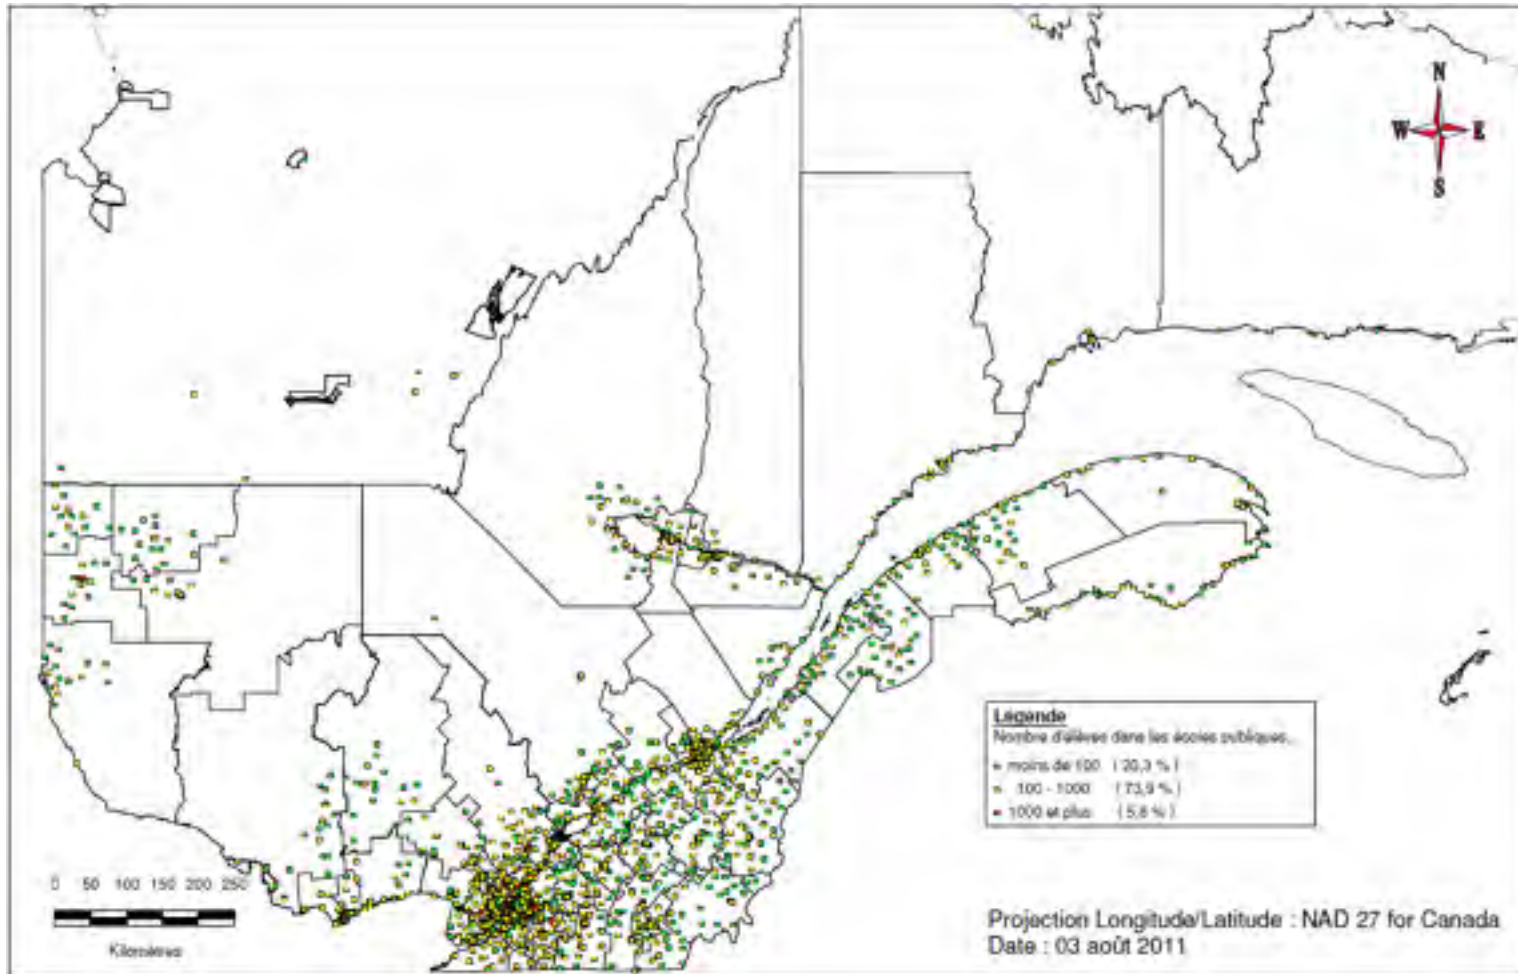 N
W E
S
Légende
Nombre d'élèves dans les écoles publiques...
moins de 100 ( 20,3 % )
100 - 1000 ( 73,9 % )
1000 et plus ( 5,8 % )
0 50 100 150 200 250
Kilomètres
Projection Longitude/Latitude : NAD 27 for Canada
Date : 03 août 2011